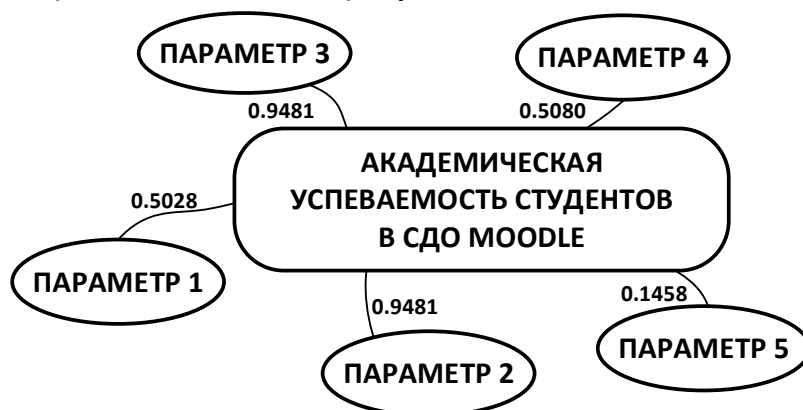 ПАРАМЕТР 3
ПАРАМЕТР 4
0.9481
0.5080
АКАДЕМИЧЕСКАЯ
УСПЕВАЕМОСТЬ СТУДЕНТОВ
В СДО MOODLE
0.5028
ПАРАМЕТР 1
0.9481
0.1458
ПАРАМЕТР 2
ПАРАМЕТР 5